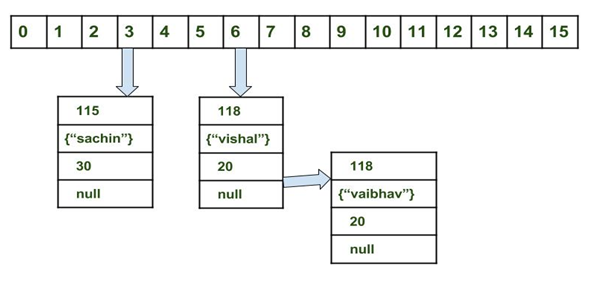 0 1 2 3 4 5 6 7 8 9 10 11 12 13 14 15
115
{“sachin”}
30
null
118
{“vishal”}
20
null
118
{“vaibhav”}
20
null